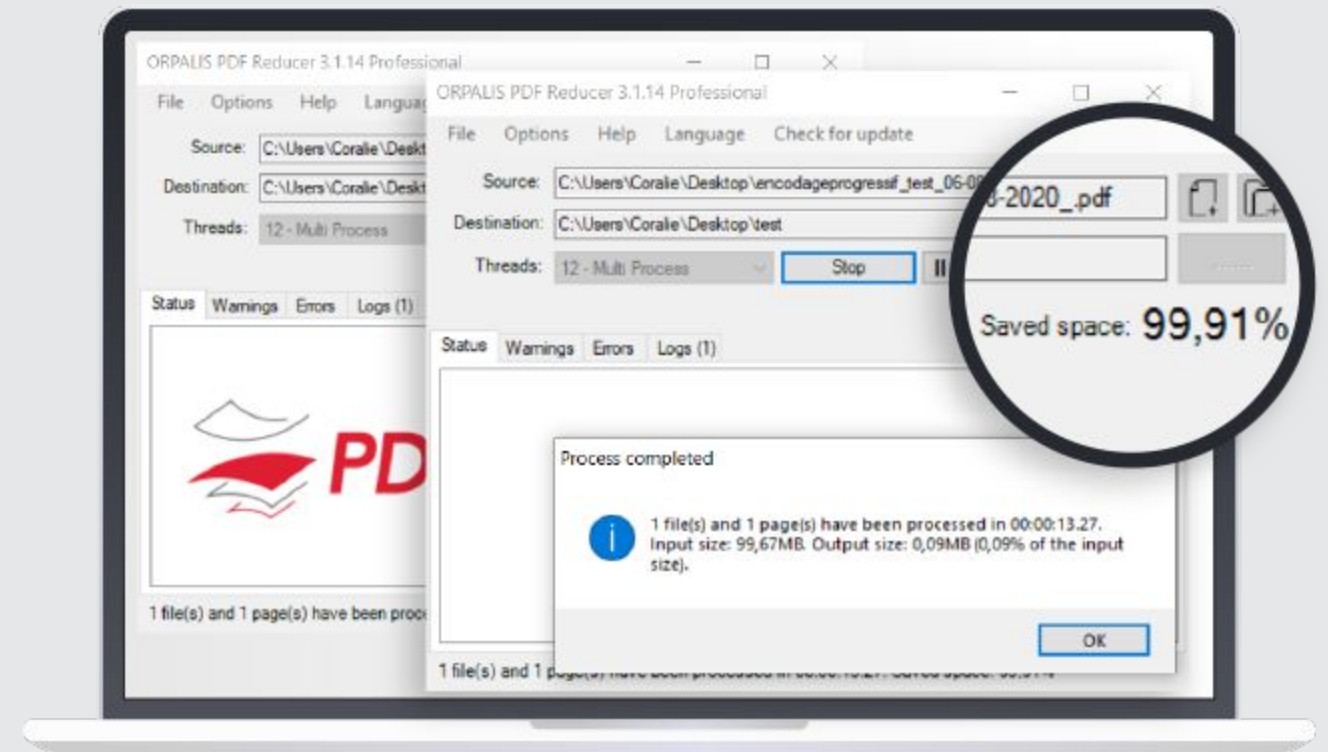 ORPALIS PDF Reducer 3.1.14 Professional
File Options Help
Source: C:\Users\Coralie\Deskt
Destination: C:\Users\Coralie\Deskt
Threads: 12 - Multi Process
Status Warnings Errors Logs (1)
PD
1 file(s) and 1 page(s) have been proc
ORPALIS PDF Reducer 3.1.14 Professional
File Options Help Language Check for update
Source: C:\Users\Coralie\Desktop\encodageprogressif_test_06-0
Destination: C:\Users\Coralie\Desktop\test
Threads: 12 - Multi Process Stop
Status Warnings Errors Logs (1)
8-2020_.pdf
Saved space: 99,91%
Process completed
1 file(s) and 1 page(s) have been processed in 00:00:13.27.
Input size: 99,67MB. Output size: 0,09MB (0,09% of the input
size).
OK
1 file(s) and 1